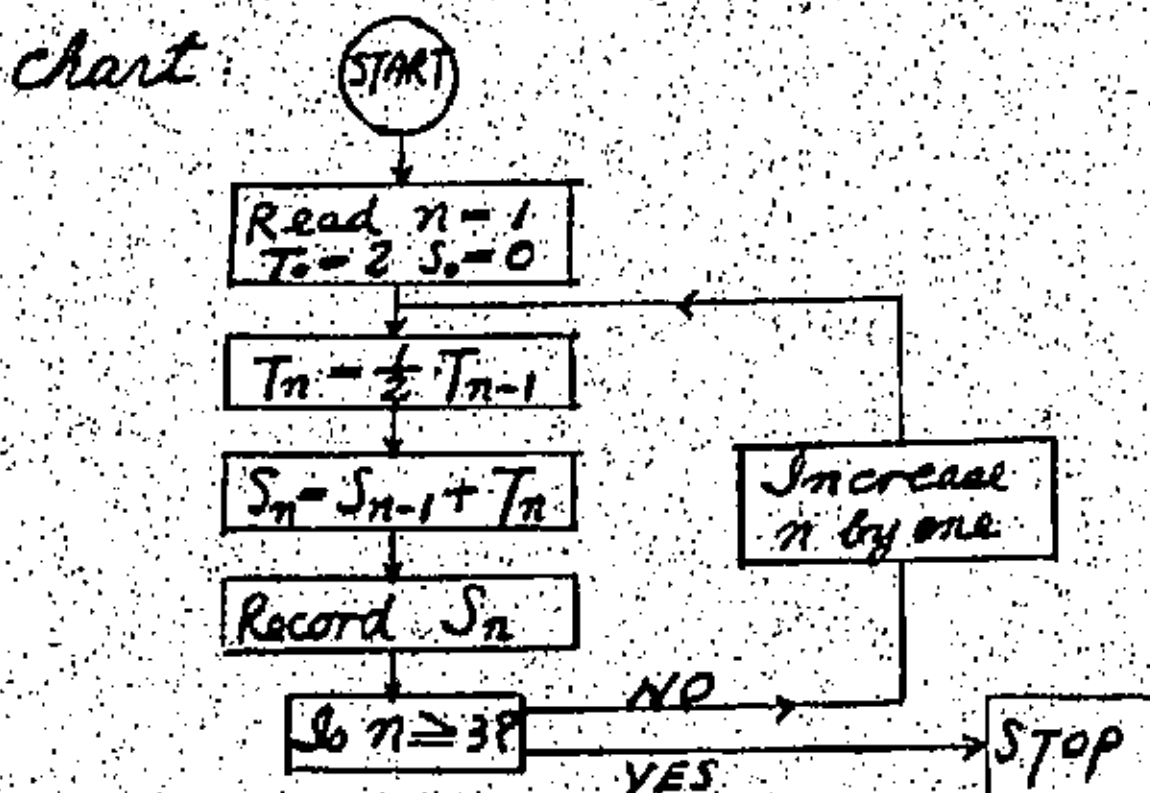 chart:
START
Read n = 1
T₀ = 2 S₀ = 0
Tₙ = ½ Tₙ₋₁
Sₙ = Sₙ₋₁ + Tₙ
Record Sₙ
Increase
n by one
Is n ≥ 3?
NO
YES
STOP